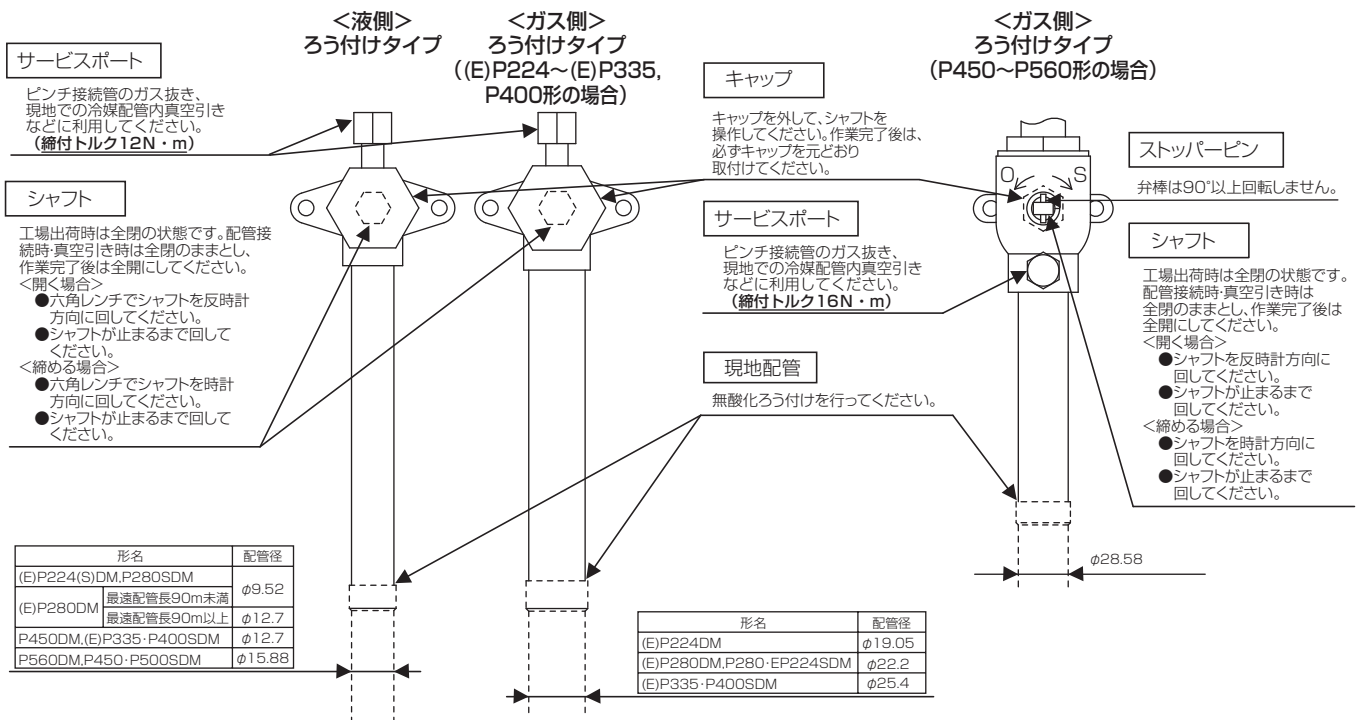 <液側>
ろう付けタイプ
<ガス側>
ろう付けタイプ
((E)P224～(E)P335,
P400形の場合)
<ガス側>
ろう付けタイプ
(P450～P560形の場合)
サービスポート
ピンチ接続管のガス抜き、
現地での冷媒配管内真空引き
などに利用してください。
(締付トルク12N・m)
シャフト
工場出荷時は全閉の状態です。配管接
続時・真空引き時は全閉のままとし、
作業完了後は全開にしてください。
<開く場合>
●六角レンチでシャフトを反時計
方向に回してください。
●シャフトが止まるまで回して
ください。
<締める場合>
●六角レンチでシャフトを時計
方向に回してください。
●シャフトが止まるまで回して
ください。
キャップ
キャップを外して、シャフトを
操作してください。作業完了後は、
必ずキャップを元どおり
取付けてください。
サービスポート
ピンチ接続管のガス抜き、
現地での冷媒配管内真空引き
などに利用してください。
(締付トルク16N・m)
現地配管
無酸化ろう付けを行ってください。
O S
ストッパーピン
弁棒は90°以上回転しません。
シャフト
工場出荷時は全閉の状態です。
配管接続時・真空引き時は
全閉のままとし、作業完了後は
全開にしてください。
<開く場合>
●シャフトを反時計方向に
回してください。
●シャフトが止まるまで
回してください。
<締める場合>
●シャフトを時計方向に
回してください。
●シャフトが止まるまで
回してください。
φ28.58
形名 配管径
(E)P224(S)DM,P280SDM φ9.52
(E)P280DM 最遠配管長90m未満
最遠配管長90m以上 φ12.7
P450DM,(E)P335・P400SDM φ12.7
P560DM,P450・P500SDM φ15.88
形名 配管径
(E)P224DM φ19.05
(E)P280DM,P280・EP224SDM φ22.2
(E)P335・P400SDM φ25.4